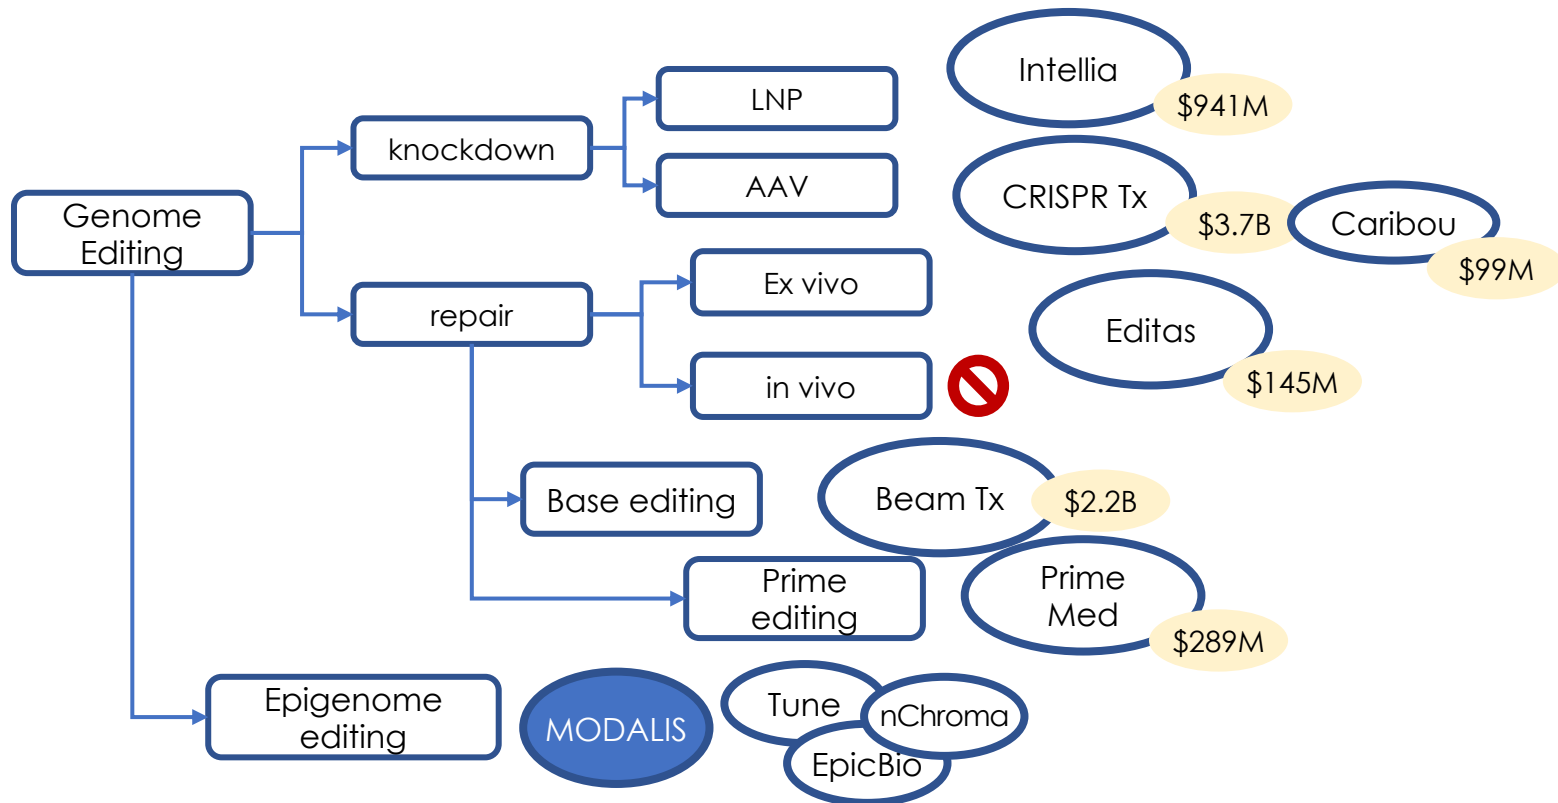 LNP
Intellia
$941M
knockdown
AAV
CRISPR Tx
$3.7B
Caribou
$99M
Genome
Editing
Ex vivo
repair
Editas
$145M
in vivo
Base editing
Beam Tx
$2.2B
Prime
editing
Prime
Med
$289M
Epigenome
editing
MODALIS
Tune
nChroma
EpicBio